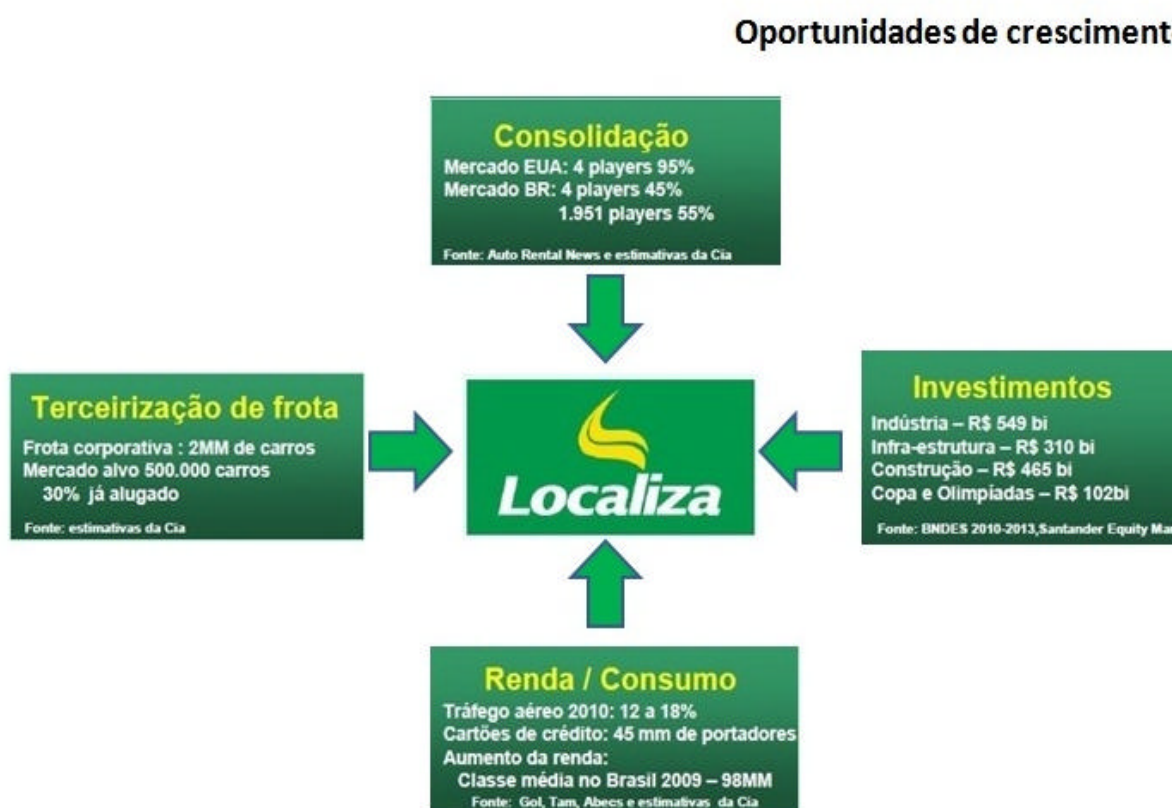 Oportunidades de cresciment
Consolidação
Mercado EUA: 4 players 95%
Mercado BR: 4 players 45%
1.951 players 55%
Fonte: Auto Rental News e estimativas da Cia
Terceirização de frota
Frota corporativa : 2MM de carros
Mercado alvo 500.000 carros
30% já alugado
Fonte: estimativas da Cia
Localiza
Investimentos
Indústria – R$ 549 bi
Infra-estrutura – R$ 310 bi
Construção – R$ 465 bi
Copa e Olimpíadas – R$ 102bi
Fonte: BNDES 2010-2013,Santander Equity Mar
Renda / Consumo
Tráfego aéreo 2010: 12 a 18%
Cartões de crédito: 45 mm de portadores
Aumento da renda:
Classe média no Brasil 2009 – 98MM
Fonte: Gol, Tam, Abecs e estimativas da Cia